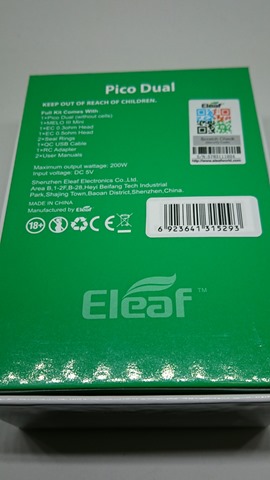 Pico Dual
KEEP OUT OF REACH OF CHILDREN.
Full Kit Comes With
1×Pico Dual (without cells)
1×MELO III Mini
1×EC 0.3ohm Head
1×EC 0.5ohm Head
2×Seal Rings
1×QC USB Cable
1×RC Adapter
2×User Manuals
Eleaf
Maximum output wattage: 200W
Input voltage: DC 5V
Shenzhen Eleaf Electronics Co.,Ltd.
Area B,1-2F,B-28,Heyi Beifang Tech Industrial
Park,Shajing Town,Baoan District,Shenzhen,China.
MADE IN CHINA
Manufactured by Eleaf
18+
CE
6 923641 315293
Eleaf™